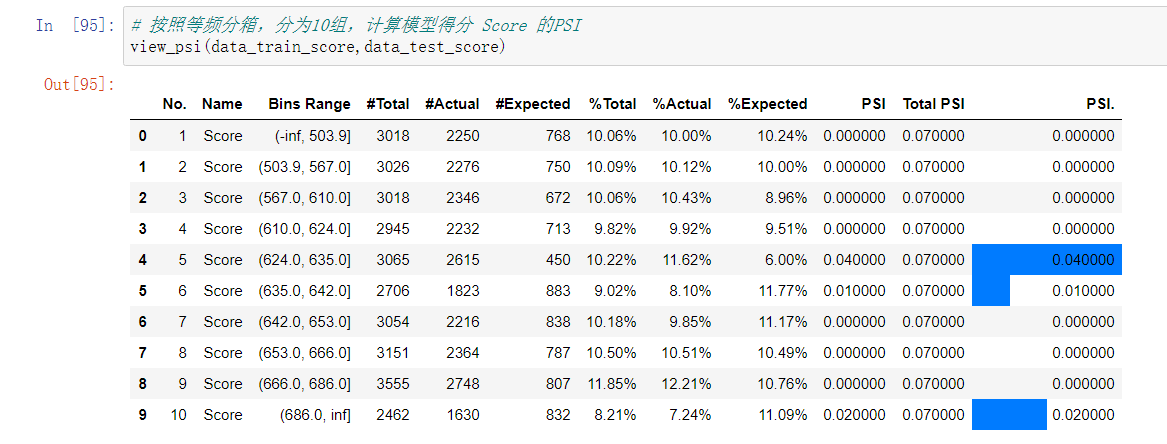 In [95]: # 按照等频分箱，分为10组，计算模型得分 Score 的PSI
view_psi(data_train_score,data_test_score)
Out[95]:
No. Name Bins Range #Total #Actual #Expected %Total %Actual %Expected PSI Total PSI PSI.
0 1 Score (-inf, 503.9] 3018 2250 768 10.06% 10.00% 10.24% 0.000000 0.070000 0.000000
1 2 Score (503.9, 567.0] 3026 2276 750 10.09% 10.12% 10.00% 0.000000 0.070000 0.000000
2 3 Score (567.0, 610.0] 3018 2346 672 10.06% 10.43% 8.96% 0.000000 0.070000 0.000000
3 4 Score (610.0, 624.0] 2945 2232 713 9.82% 9.92% 9.51% 0.000000 0.070000 0.000000
4 5 Score (624.0, 635.0] 3065 2615 450 10.22% 11.62% 6.00% 0.040000 0.070000 0.040000
5 6 Score (635.0, 642.0] 2706 1823 883 9.02% 8.10% 11.77% 0.010000 0.070000 0.010000
6 7 Score (642.0, 653.0] 3054 2216 838 10.18% 9.85% 11.17% 0.000000 0.070000 0.000000
7 8 Score (653.0, 666.0] 3151 2364 787 10.50% 10.51% 10.49% 0.000000 0.070000 0.000000
8 9 Score (666.0, 686.0] 3555 2748 807 11.85% 12.21% 10.76% 0.000000 0.070000 0.000000
9 10 Score (686.0, inf] 2462 1630 832 8.21% 7.24% 11.09% 0.020000 0.070000 0.020000